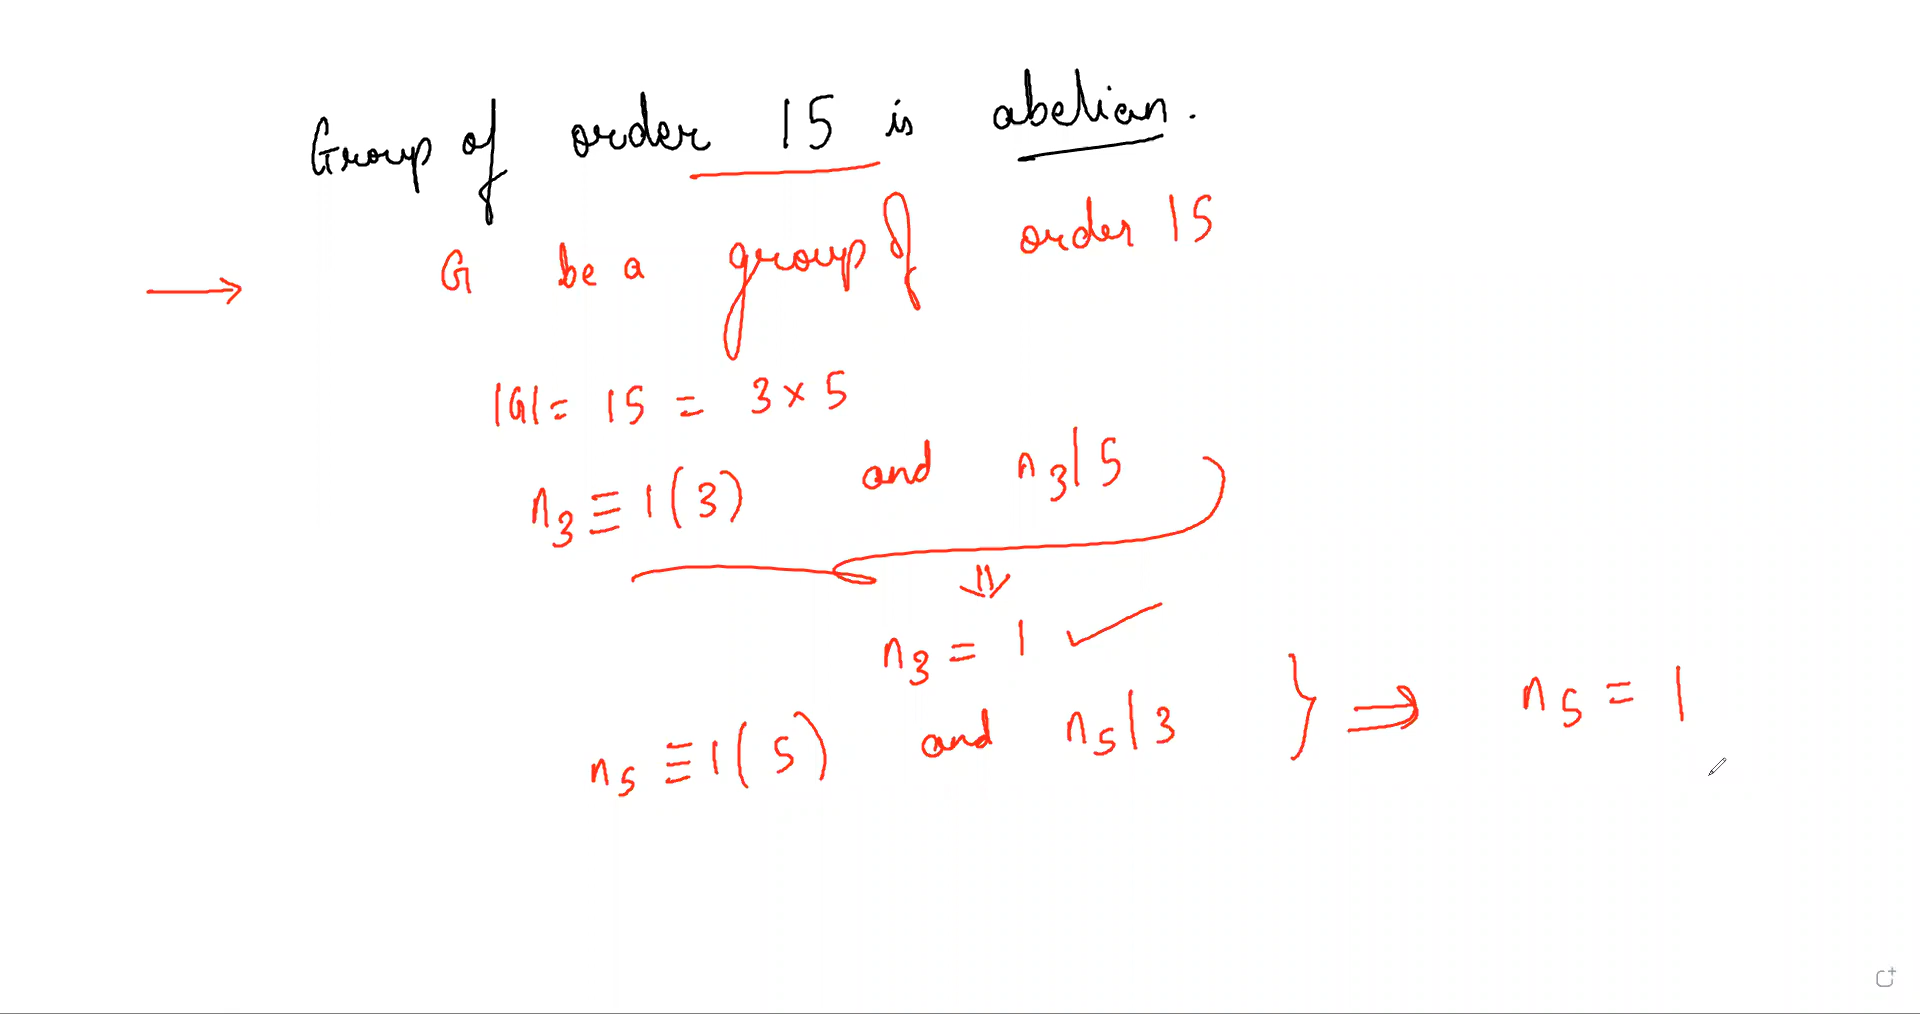 Group of order 15 is abelian.
→ G be a group of order 15
|G| = 15 = 3 × 5
n₃ ≡ 1(3) and n₃|5
⇓
n₃ = 1 ✓
n₅ ≡ 1(5) and n₅|3 } ⇒ n₅ = 1